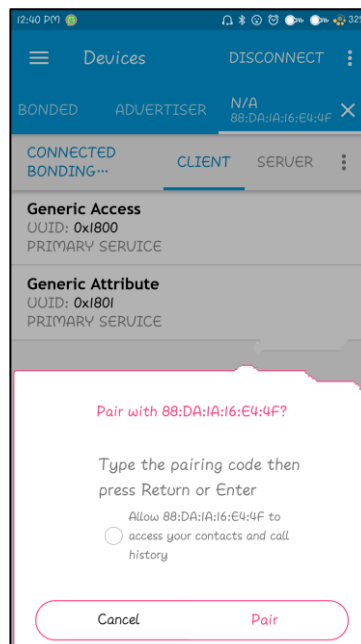 12:40 PM 32%
Devices DISCONNECT
BONDED ADVERTISER N/A
88:DA:1A:16:E4:4F
CONNECTED
BONDING... CLIENT SERVER
Generic Access
UUID: 0x1800
PRIMARY SERVICE
Generic Attribute
UUID: 0x1801
PRIMARY SERVICE
Pair with 88:DA:1A:16:E4:4F?
Type the pairing code then
press Return or Enter
Allow 88:DA:1A:16:E4:4F to
access your contacts and call
history
Cancel Pair